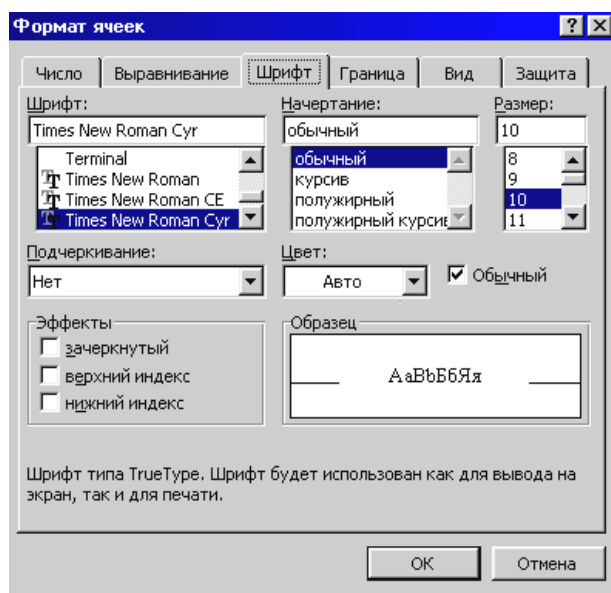 Формат ячеек
Число Выравнивание Шрифт Граница Вид Защита
Шрифт: Начертание: Размер:
Times New Roman Cyr обычный 10
Terminal обычный 8
Times New Roman курсив 9
Times New Roman CE полужирный 10
Times New Roman Cyr полужирный курсив 11
Подчеркивание: Цвет:
Нет Авто Обычный
Эффекты Образец
зачеркнутый
верхний индекс АаВbБбЯя
нижний индекс
Шрифт типа TrueType. Шрифт будет использован как для вывода на
экран, так и для печати.
ОК Отмена